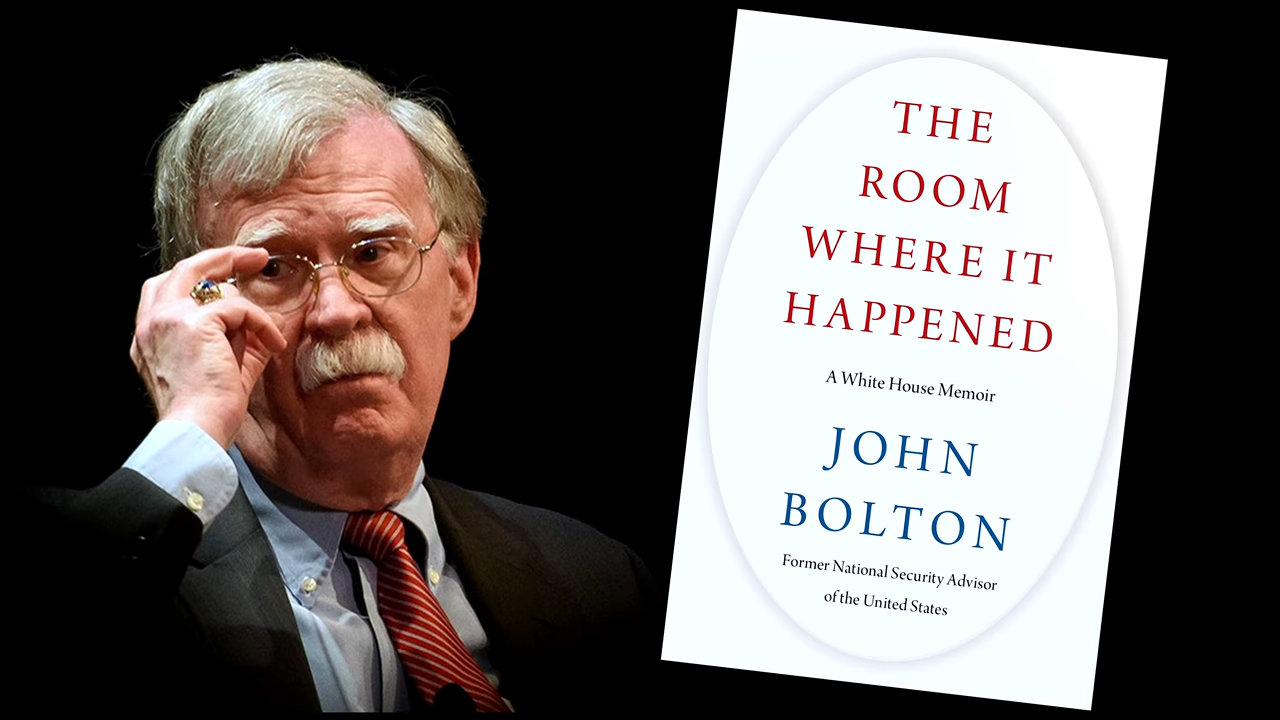 THE
ROOM
WHERE IT
HAPPENED
A White House Memoir
JOHN
BOLTON
Former National Security Advisor
of the United States